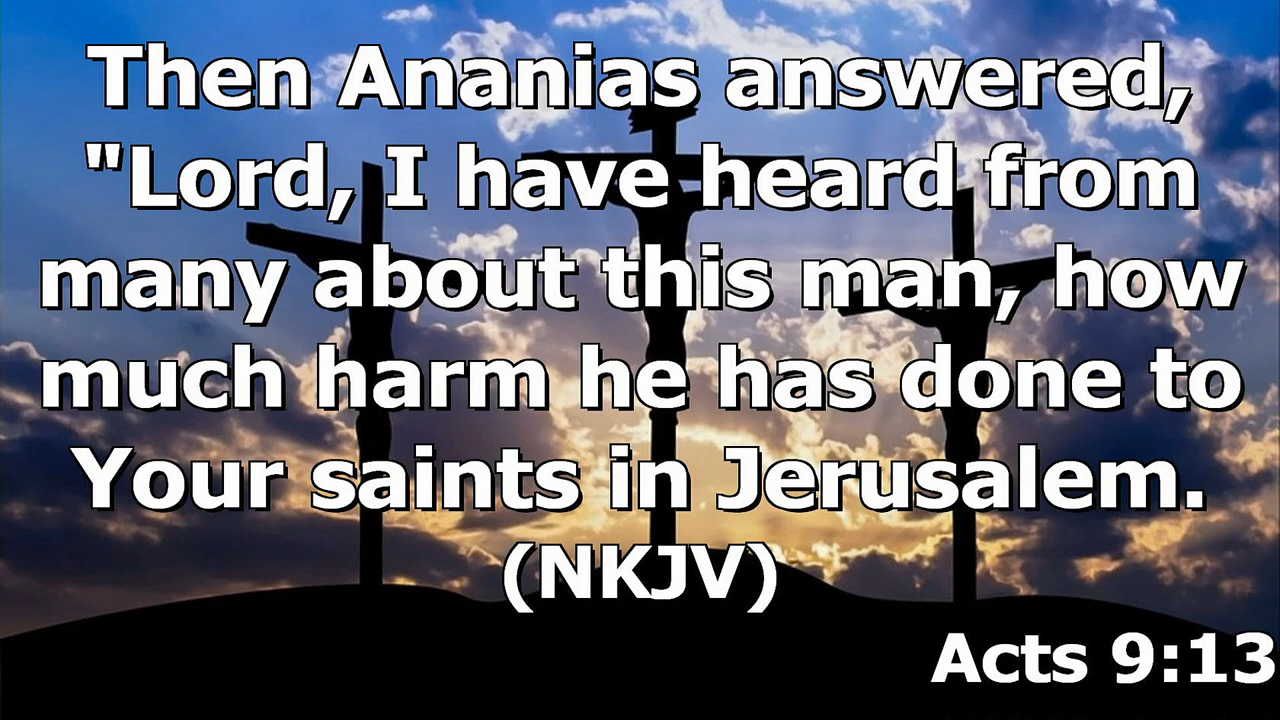 Then Ananias answered,
"Lord, I have heard from
many about this man, how
much harm he has done to
Your saints in Jerusalem.
(NKJV)
Acts 9:13